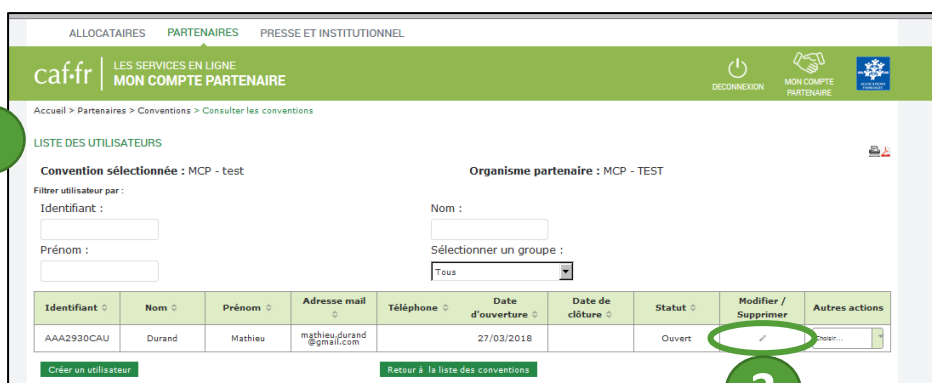 ALLOCATAIRES PARTENAIRES PRESSE ET INSTITUTIONNEL
caf.fr LES SERVICES EN LIGNE
MON COMPTE PARTENAIRE
DECONNEXION
MON COMPTE
PARTENAIRE
ALLOCATIONS
FAMILIALES
Accueil > Partenaires > Conventions > Consulter les conventions
LISTE DES UTILISATEURS
Convention sélectionnée : MCP - test Organisme partenaire : MCP - TEST
Filtrer utilisateur par :
Identifiant : Nom :
Prénom : Sélectionner un groupe :
Tous
Identifiant Nom Prénom Adresse mail Téléphone Date d'ouverture Date de clôture Statut Modifier / Supprimer Autres actions
AAA2930CAU Durand Mathieu mathieu.durand@gmail.com 27/03/2018 Ouvert Choisir...
Créer un utilisateur Retour à la liste des conventions